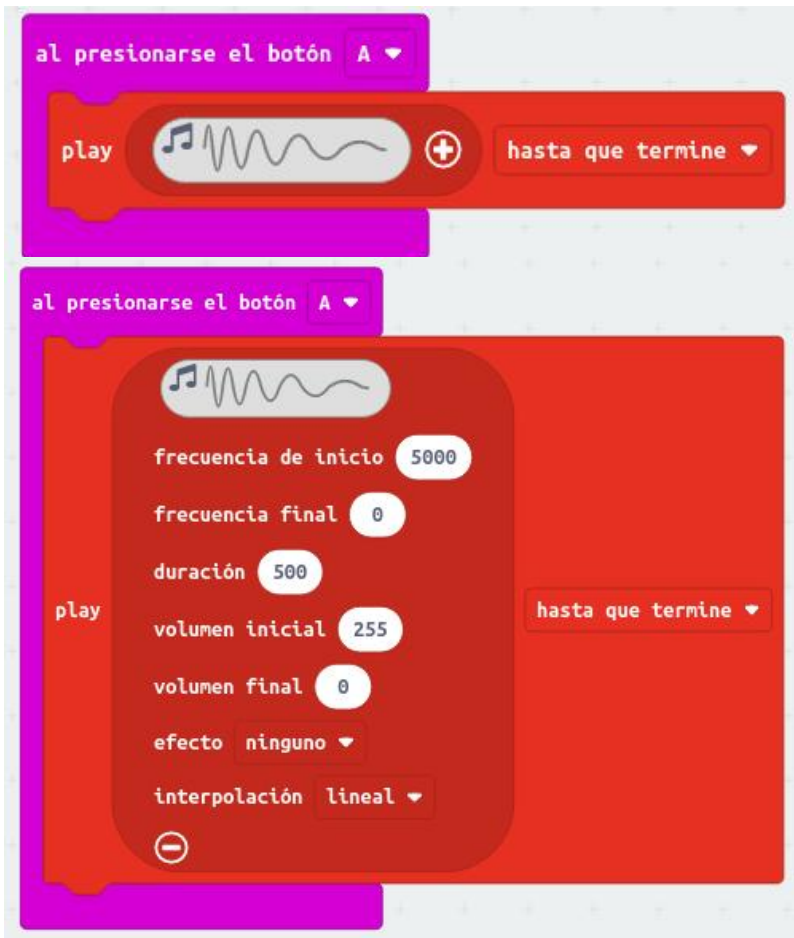 al presionarse el botón A
play hasta que termine
al presionarse el botón A
frecuencia de inicio 5000
frecuencia final 0
duración 500
play hasta que termine
volumen inicial 255
volumen final 0
efecto ninguno
interpolación lineal